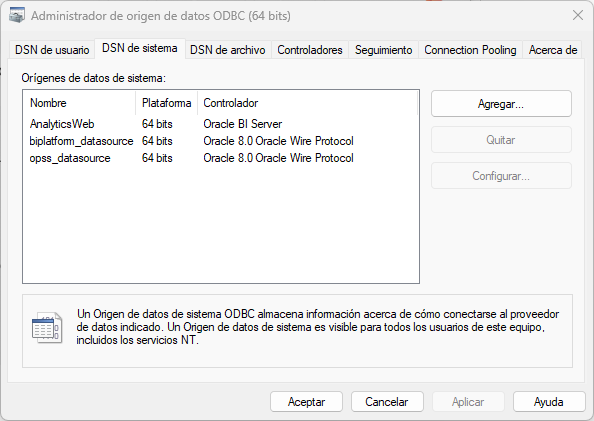 Administrador de origen de datos ODBC (64 bits)
DSN de usuario DSN de sistema DSN de archivo Controladores Seguimiento Connection Pooling Acerca de
Orígenes de datos de sistema:
Nombre Plataforma Controlador
AnalyticsWeb 64 bits Oracle BI Server
biplatform_datasource 64 bits Oracle 8.0 Oracle Wire Protocol
opss_datasource 64 bits Oracle 8.0 Oracle Wire Protocol
Agregar...
Quitar
Configurar...
Un Origen de datos de sistema ODBC almacena información acerca de cómo conectarse al proveedor
de datos indicado. Un Origen de datos de sistema es visible para todos los usuarios de este equipo,
incluidos los servicios NT.
Aceptar Cancelar Aplicar Ayuda